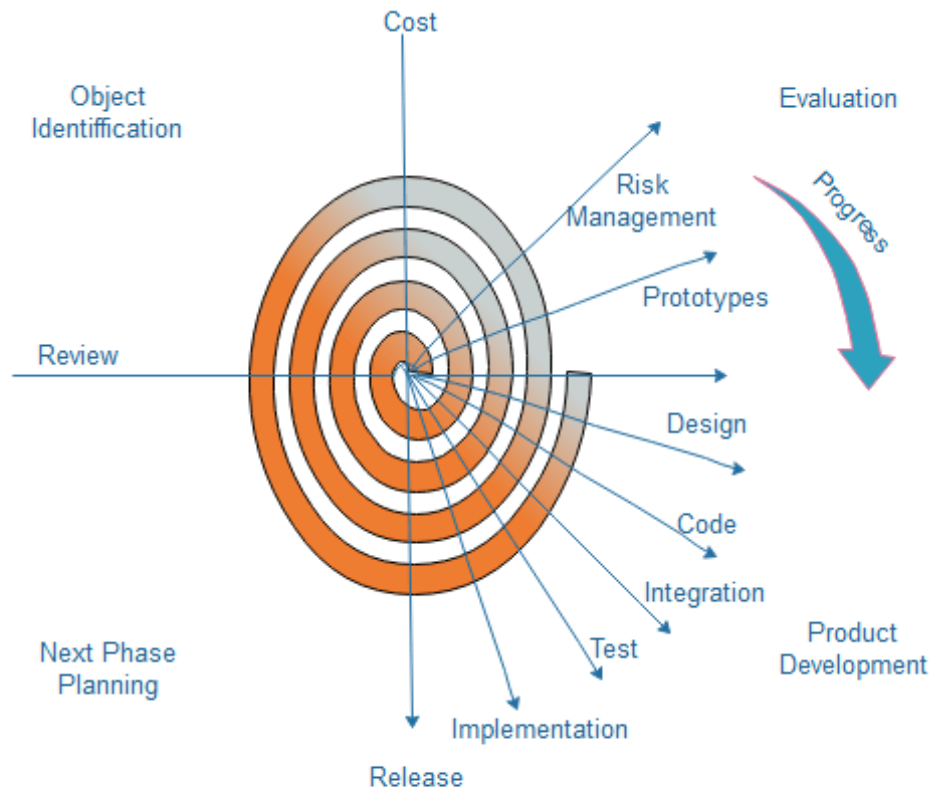 Cost
Object
Identiffication
Evaluation
Risk
Management
Progress
Prototypes
Review
Design
Code
Integration
Test
Product
Development
Next Phase
Planning
Implementation
Release